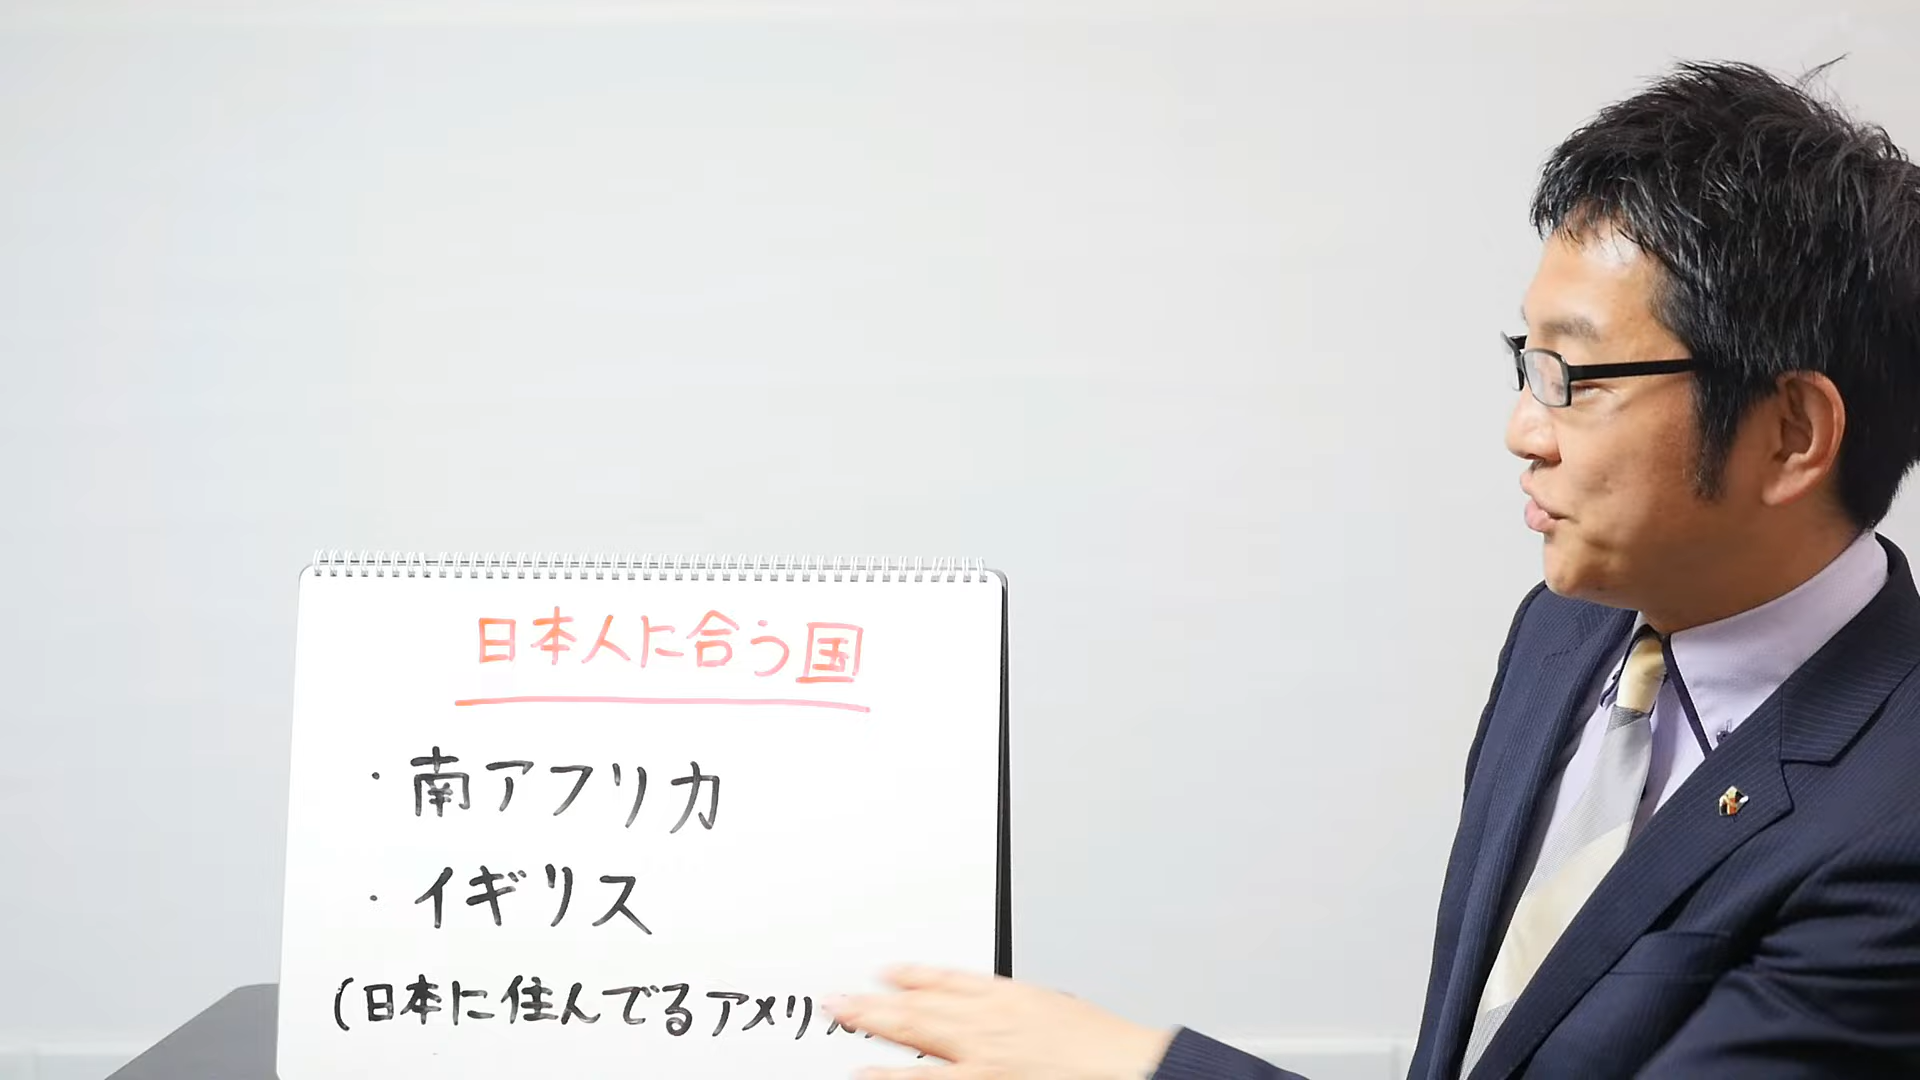 日本人に合う国
・南アフリカ
・イギリス
(日本に住んでるアメリ